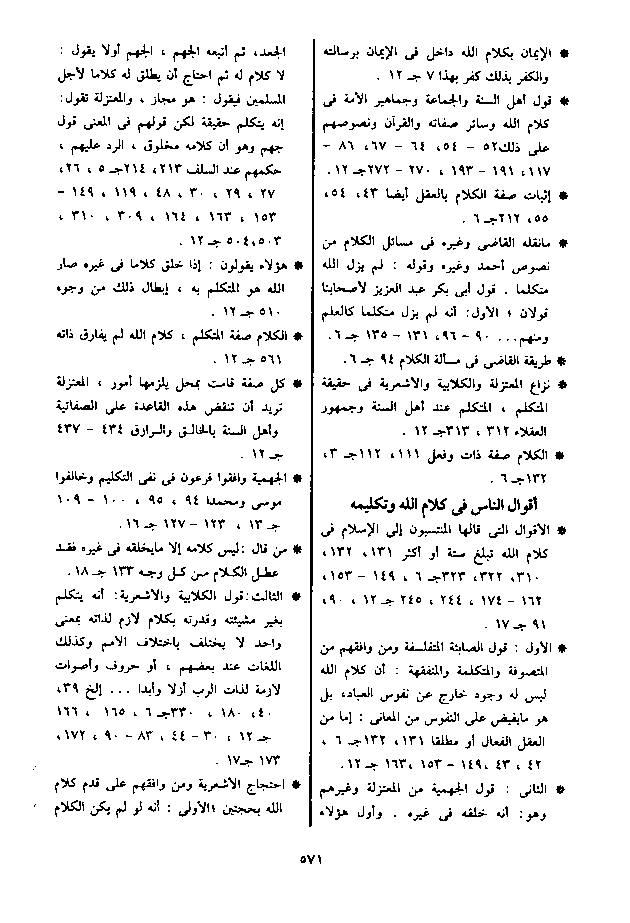 * الإيمان بكلام الله داخل في الإيمان برسالته
والكفر بذلك كفر بهذا ٧ جـ ١٢ .
* قول أهل السنة والجماعة وجماهير الأمة في
كلام الله وسائر صفاته والقرآن ونصوصهم
على ذلك ٥٢ – ٥٤، ٦٤ – ٦٧، ٨٦ –
١١٧، ١٩١ – ١٩٣ ، ٢٧٠ – ٢٧٢ جـ ١٢.
* إثبات صفة الكلام بالعقل أيضا ٤٣، ٥٤،
٥٥، ٢١٢ جـ ٦ .
* مانقله القاضي وغيره في مسائل الكلام من
نصوص أحمد وغيره وقوله : لم يزل الله
متكلما . قول أبي بكر عبد العزيز لأصحابنا
قولان ؛ الأول: أنه لم يزل متكلما كالعلم
ومنهم... ٩٠ – ٩٦، ١٣١ – ١٣٥ جـ ٦.
* طريقة القاضي في مسألة الكلام ٩٤ جـ ٦.
* نزاع المعتزلة والكلابية والأشعرية في حقيقة
المتكلم ، المتكلم عند أهل السنة وجمهور
العقلاء ٣١٢ ، ٣١٣ جـ ١٢ .
* الكلام صفة ذات وفعل ١١١، ١١٢ جـ ٣،
١٣٢ جـ ٦ .
أقوال الناس في كلام الله وتكليمه
* الأقوال التي قالها المنتسبون إلى الإسلام في
كلام الله تبلغ ستة أو أكثر ١٣١، ١٣٢،
٣١٠، ٣٢٢، ٣٢٣ جـ ٦ ، ١٤٩ – ١٥٣،
١٦٢ – ١٧٤ ، ٢٤٤ ، ٢٤٥ جـ ١٢ ، ٩٠،
٩١ جـ ١٧ .
* الأول : قول الصابئة المتفلسفة ومن وافقهم من
المتصوفة والمتكلمة والمتفقهة : أن كلام الله
ليس له وجود خارج عن نفوس العباد، بل
هو مايفيض على النفوس من المعاني : إما من
العقل الفعال أو مطلقا ١٣١، ١٣٢ جـ ٦ ،
٤٢ ، ٤٣ ،١٤٩ – ١٥٣ ،١٦٣ جـ ١٢.
* الثاني : قول الجهمية من المعتزلة وغيرهم
وهو: أنه خلقه في غيره . وأول هؤلاء
الجعد، ثم أتبعه الجهم ، الجهم أولا يقول :
لا كلام له ثم احتاج أن يطلق له كلاما لأجل
المسلمين فيقول : هو مجاز ، والمعتزلة تقول:
إنه يتكلم حقيقة لكن قولهم في المعنى قول
جهم وهو أن كلامه مخلوق ، الرد عليهم ،
حكمهم عند السلف ٢١٣، ٢١٤ جـ ٥ ، ٢٦،
٢٧ ، ٢٩ ، ٣٠ ، ٤٨ ، ١١٩ ، ١٤٩ –
١٥٣ ، ١٦٣ ، ١٦٤ ، ٣٠٩ ، ٣١٠ ،
٥٠٣،٥٠٤ جـ ١٢ .
* هؤلاء يقولون : إذا خلق كلاما في غيره صار
الله هو المتكلم به ، إبطال ذلك من وجوه
٥١٠ جـ ١٢ .
* الكلام صفة المتكلم ، كلام الله لم يفارق ذاته
٥٦١ جـ ١٢ .
* كل صفة قامت بمحل يلزمها أمور ، المعتزلة
تريد أن تنقض هذه القاعدة على الصفاتية
وأهل السنة بالخالق والرازق ٤٣٤ – ٤٣٧
جـ ١٢ .
* الجهمية وافقوا فرعون في نفي التكليم وخالفوا
موسى ومحمدا ٩٤ ، ٩٥ ، ١٠٠ – ١٠٩
جـ ١٣ ، ١٢٣ – ١٢٧ جـ ١٦ .
* من قال :ليس كلامه إلا مايخلقه في غيره فقد
عطل الكلام من كل وجه ١٣٣ جـ ١٨ .
* الثالث: قول الكلابية والأشعرية: أنه يتكلم
بغير مشيئته وقدرته بكلام لازم لذاته بمعنى
واحد لا يختلف باختلاف الأمم وكذلك
اللغات عند بعضهم ، أو حروف وأصوات
لازمة لذات الرب أزلا وأبدا ... إلخ ٣٩،
٤٠، ١٨٠ ، ٣٣٠ جـ ٦ ، ١٦٥ ، ١٦٦
جـ ١٢ ، ٣٠ – ٤٤ ، ٨٣ – ٩٠ ، ١٧٢،
١٧٣ جـ ١٧.
* احتجاج الأشعرية ومن وافقهم على قدم كلام
الله بحجتين ؛الأولى : أنه لو لم يكن الكلام
٥٧١